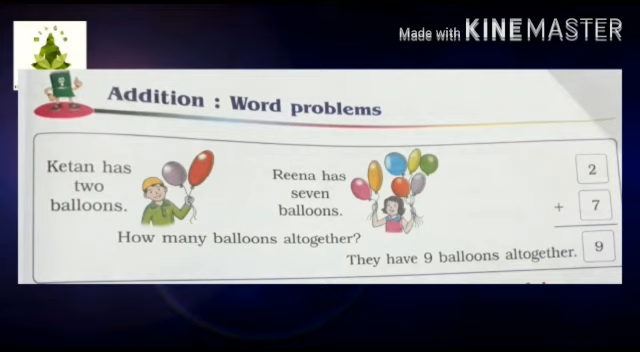 Made with KINEMASTER
Addition : Word problems
Ketan has
two
balloons.
Reena has
seven
balloons.
2
+ 7
9
How many balloons altogether?
They have 9 balloons altogether.